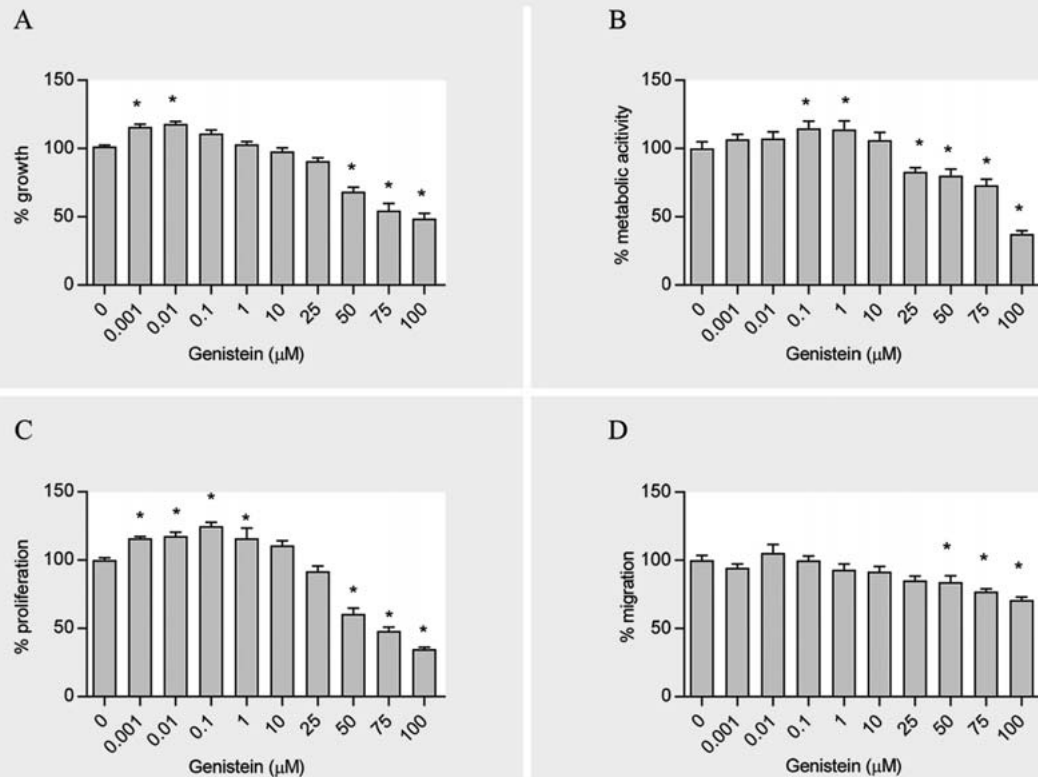 A
% growth
150
100
50
0
* * * * *
0 0.001 0.01 0.1 1 10 25 50 75 100
Genistein (μM)
B
% metabolic acitivity
150
100
50
0
* * * * * *
0 0.001 0.01 0.1 1 10 25 50 75 100
Genistein (μM)
C
% proliferation
150
100
50
0
* * * * * * *
0 0.001 0.01 0.1 1 10 25 50 75 100
Genistein (μM)
D
% migration
150
100
50
0
* * *
0 0.001 0.01 0.1 1 10 25 50 75 100
Genistein (μM)